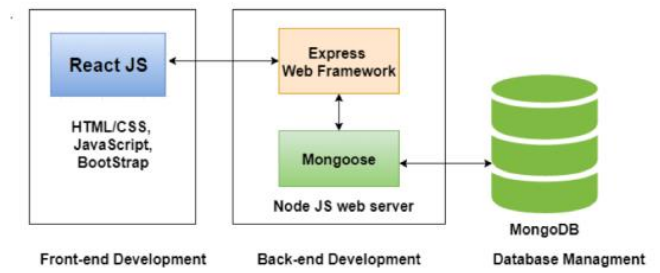 React JS
HTML/CSS,
JavaScript,
BootStrap
Express
Web Framework
Mongoose
Node JS web server
MongoDB
Front-end Development
Back-end Development
Database Managment